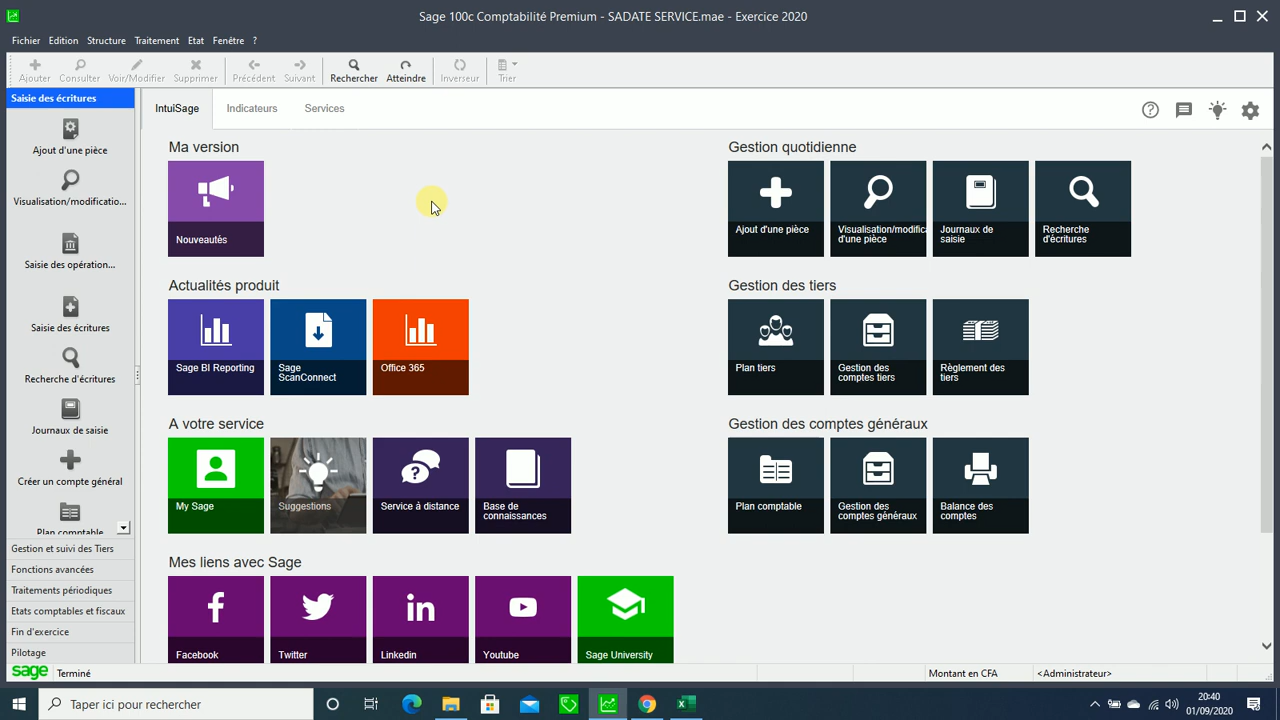 Sage 100c Comptabilité Premium - SADATE SERVICE.mae - Exercice 2020
Fichier Edition Structure Traitement Etat Fenêtre ?
Ajouter Consulter Voir/Modifier Supprimer Précédent Suivant Rechercher Atteindre Inverseur Trier
Saisie des écritures
Ajout d'une pièce
Visualisation/modificatio...
Saisie des opération...
Saisie des écritures
Recherche d'écritures
Journaux de saisie
Créer un compte général
Plan comptable
Gestion et suivi des Tiers
Fonctions avancées
Traitements périodiques
Etats comptables et fiscaux
Fin d'exercice
Pilotage
IntuiSage Indicateurs Services
Ma version
Nouveautés
Actualités produit
Sage BI Reporting
Sage
ScanConnect
Office 365
A votre service
My Sage
Suggestions
Service à distance
Base de
connaissances
Mes liens avec Sage
Facebook
Twitter
Linkedin
Youtube
Sage University
Gestion quotidienne
Ajout d'une pièce
Visualisation/modifica
d'une pièce
Journaux de
saisie
Recherche
d'écritures
Gestion des tiers
Plan tiers
Gestion des
comptes tiers
Règlement des
tiers
Gestion des comptes généraux
Plan comptable
Gestion des
comptes généraux
Balance des
comptes
sage Terminé Montant en CFA <Administrateur>
Taper ici pour rechercher
20:40
01/09/2020